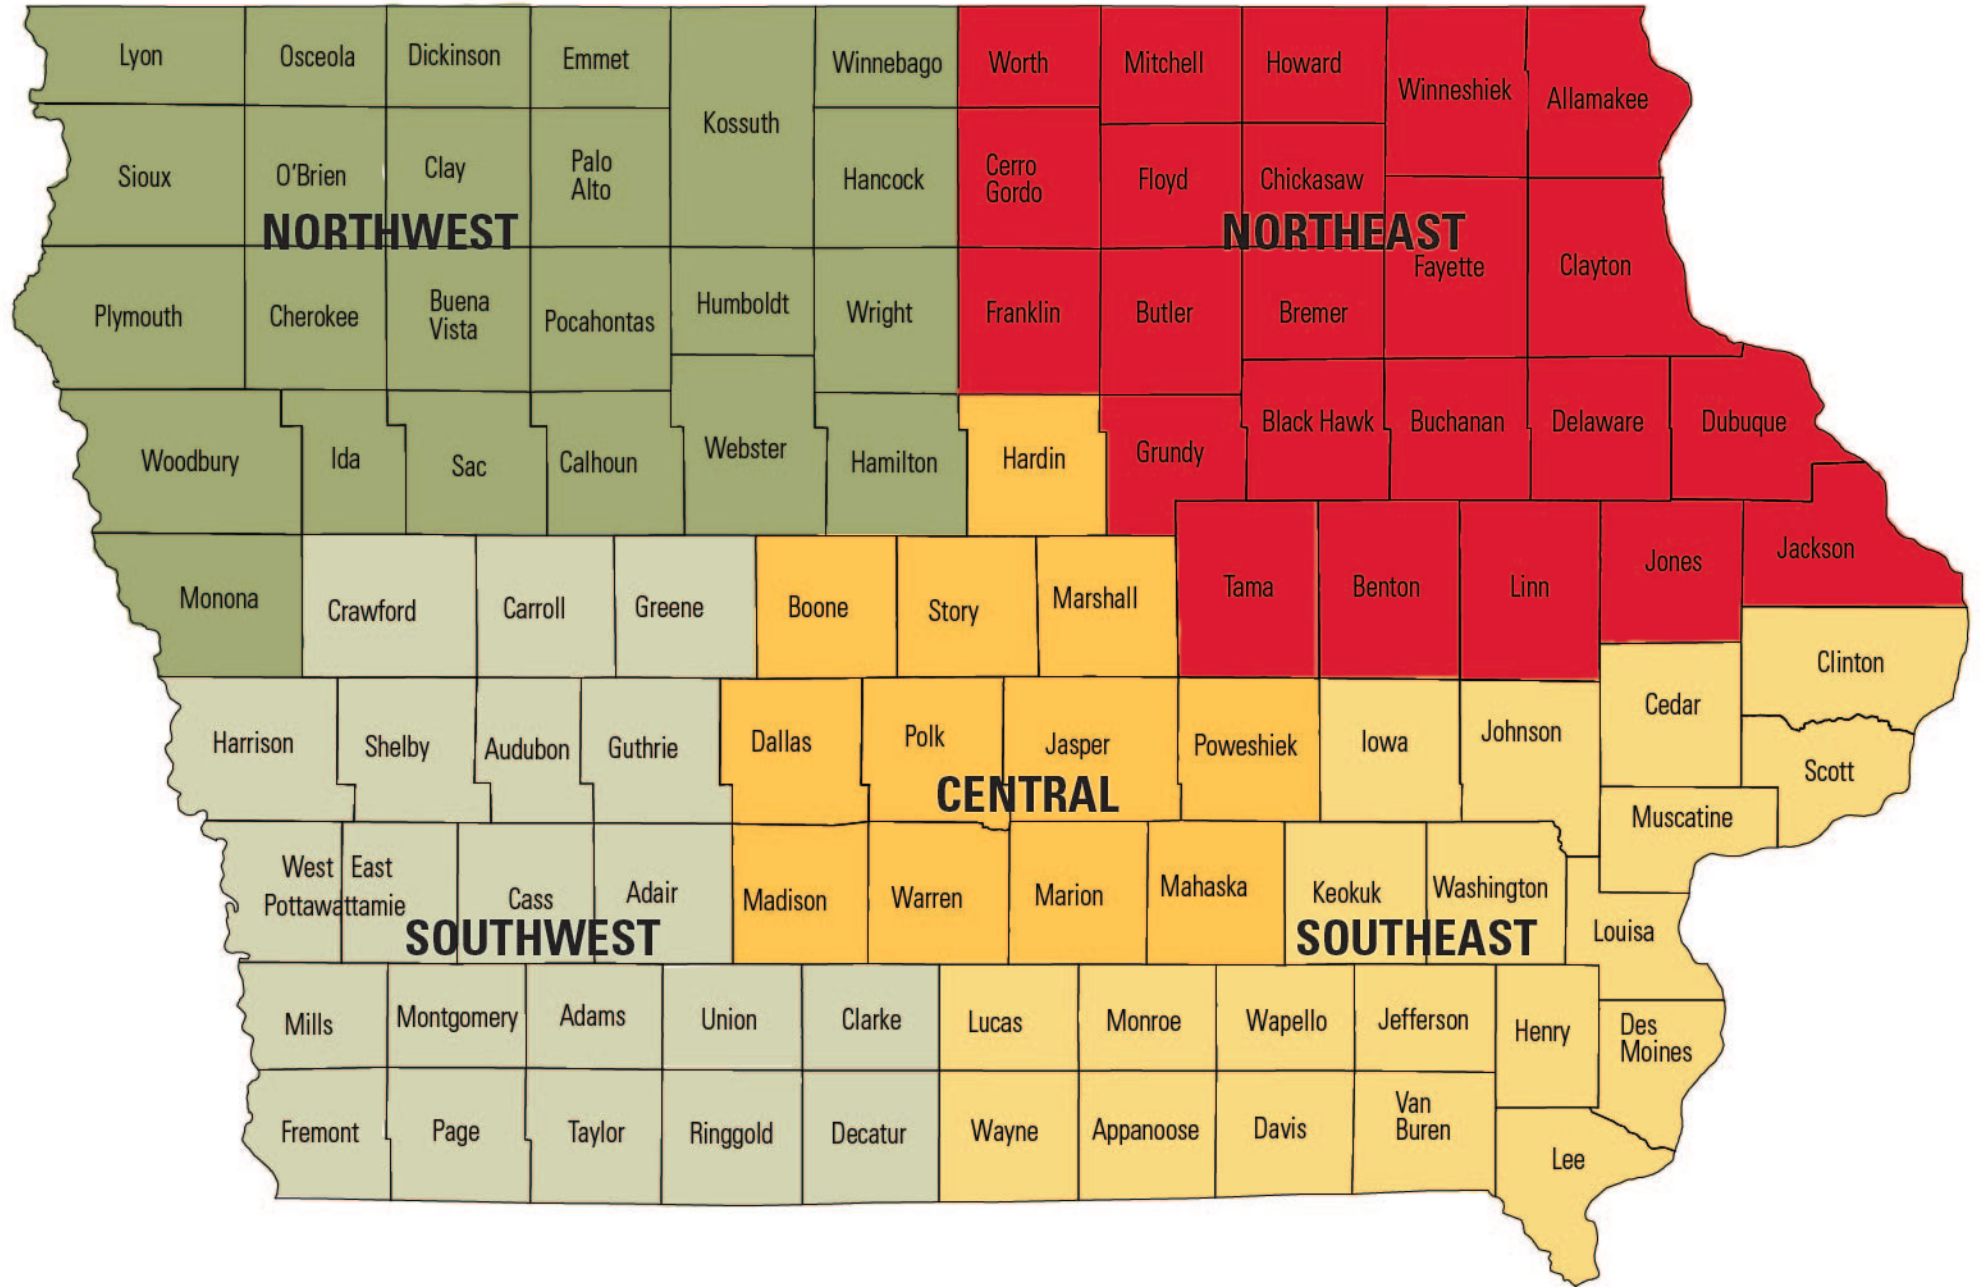 Lyon
Osceola
Dickinson
Emmet
Kossuth
Winnebago
Worth
Mitchell
Howard
Winneshiek
Allamakee
Sioux
O'Brien
Clay
Palo
Alto
Hancock
Cerro
Gordo
Floyd
Chickasaw
NORTHWEST
NORTHEAST
Fayette
Clayton
Plymouth
Cherokee
Buena
Vista
Pocahontas
Humboldt
Wright
Franklin
Butler
Bremer
Woodbury
Ida
Sac
Calhoun
Webster
Hamilton
Hardin
Grundy
Black Hawk
Buchanan
Delaware
Dubuque
Monona
Crawford
Carroll
Greene
Boone
Story
Marshall
Tama
Benton
Linn
Jones
Jackson
Clinton
Harrison
Shelby
Audubon
Guthrie
Dallas
Polk
Jasper
Poweshiek
Iowa
Johnson
Cedar
Scott
CENTRAL
Muscatine
West East
Pottawattamie
Cass
Adair
Madison
Warren
Marion
Mahaska
Keokuk
Washington
Louisa
SOUTHWEST
SOUTHEAST
Mills
Montgomery
Adams
Union
Clarke
Lucas
Monroe
Wapello
Jefferson
Henry
Des
Moines
Fremont
Page
Taylor
Ringgold
Decatur
Wayne
Appanoose
Davis
Van
Buren
Lee